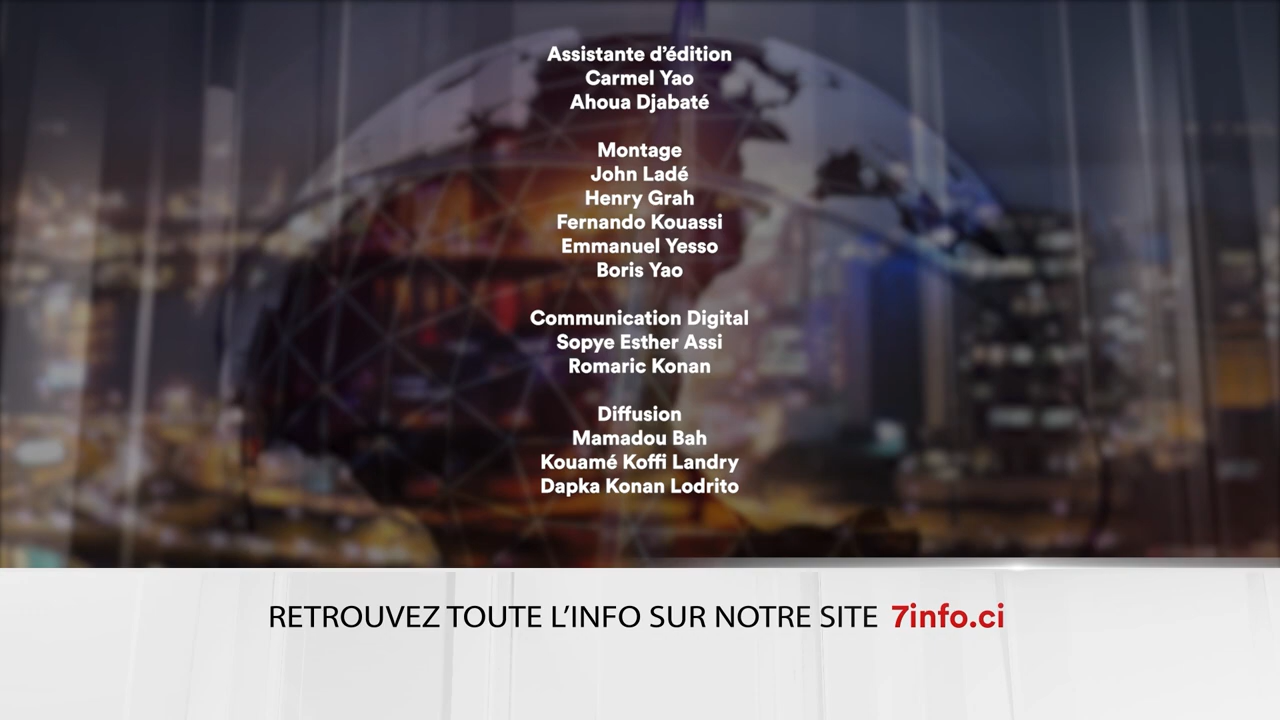 Assistante d'édition
Carmel Yao
Ahoua Djabaté
Montage
John Ladé
Henry Grah
Fernando Kouassi
Emmanuel Yesso
Boris Yao
Communication Digital
Sopye Esther Assi
Romaric Konan
Diffusion
Mamadou Bah
Kouamé Koffi Landry
Dapka Konan Lodrito
RETROUVEZ TOUTE L'INFO SUR NOTRE SITE 7info.ci